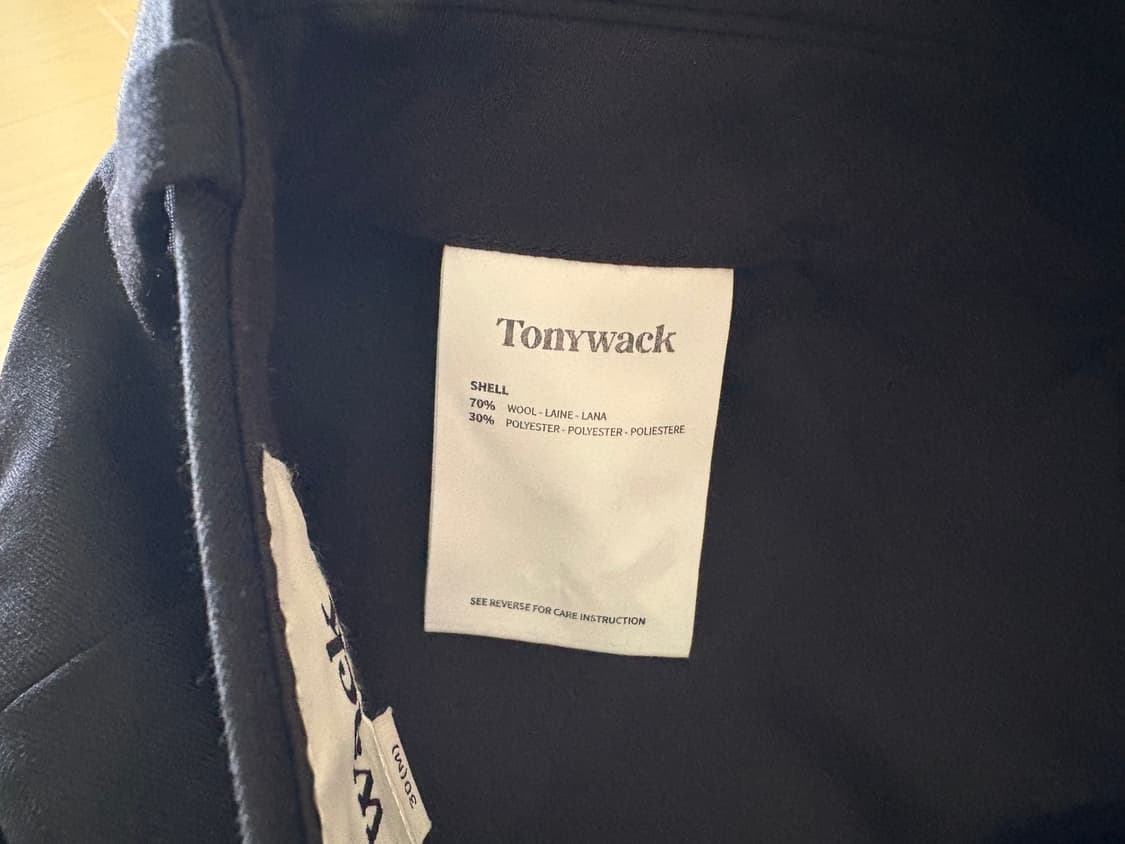 Tonywack
SHELL
70% WOOL - LAINE - LANA
30% POLYESTER - POLYESTER - POLIESTERE
SEE REVERSE FOR CARE INSTRUCTION
30(M)